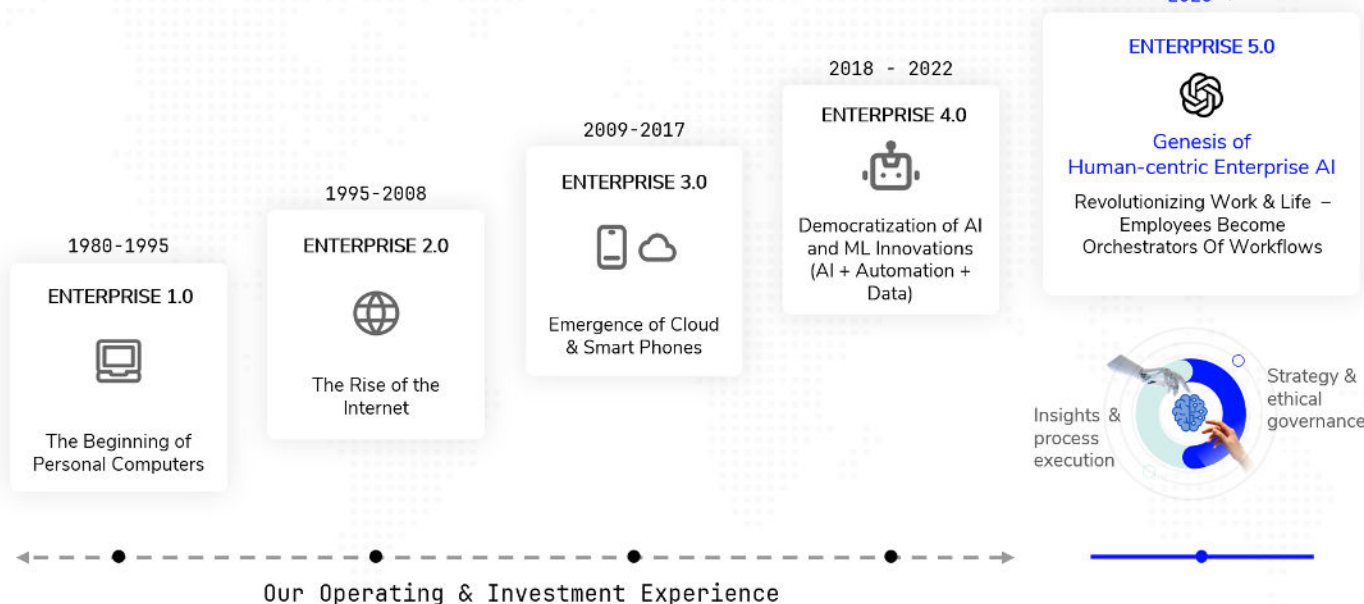 1980-1995
ENTERPRISE 1.0
The Beginning of
Personal Computers
1995-2008
ENTERPRISE 2.0
The Rise of the
Internet
2009-2017
ENTERPRISE 3.0
Emergence of Cloud
& Smart Phones
2018 - 2022
ENTERPRISE 4.0
Democratization of AI
and ML Innovations
(AI + Automation +
Data)
ENTERPRISE 5.0
Genesis of
Human-centric Enterprise AI
Revolutionizing Work & Life –
Employees Become
Orchestrators Of Workflows
Insights &
process
execution
Strategy &
ethical
governance
Our Operating & Investment Experience